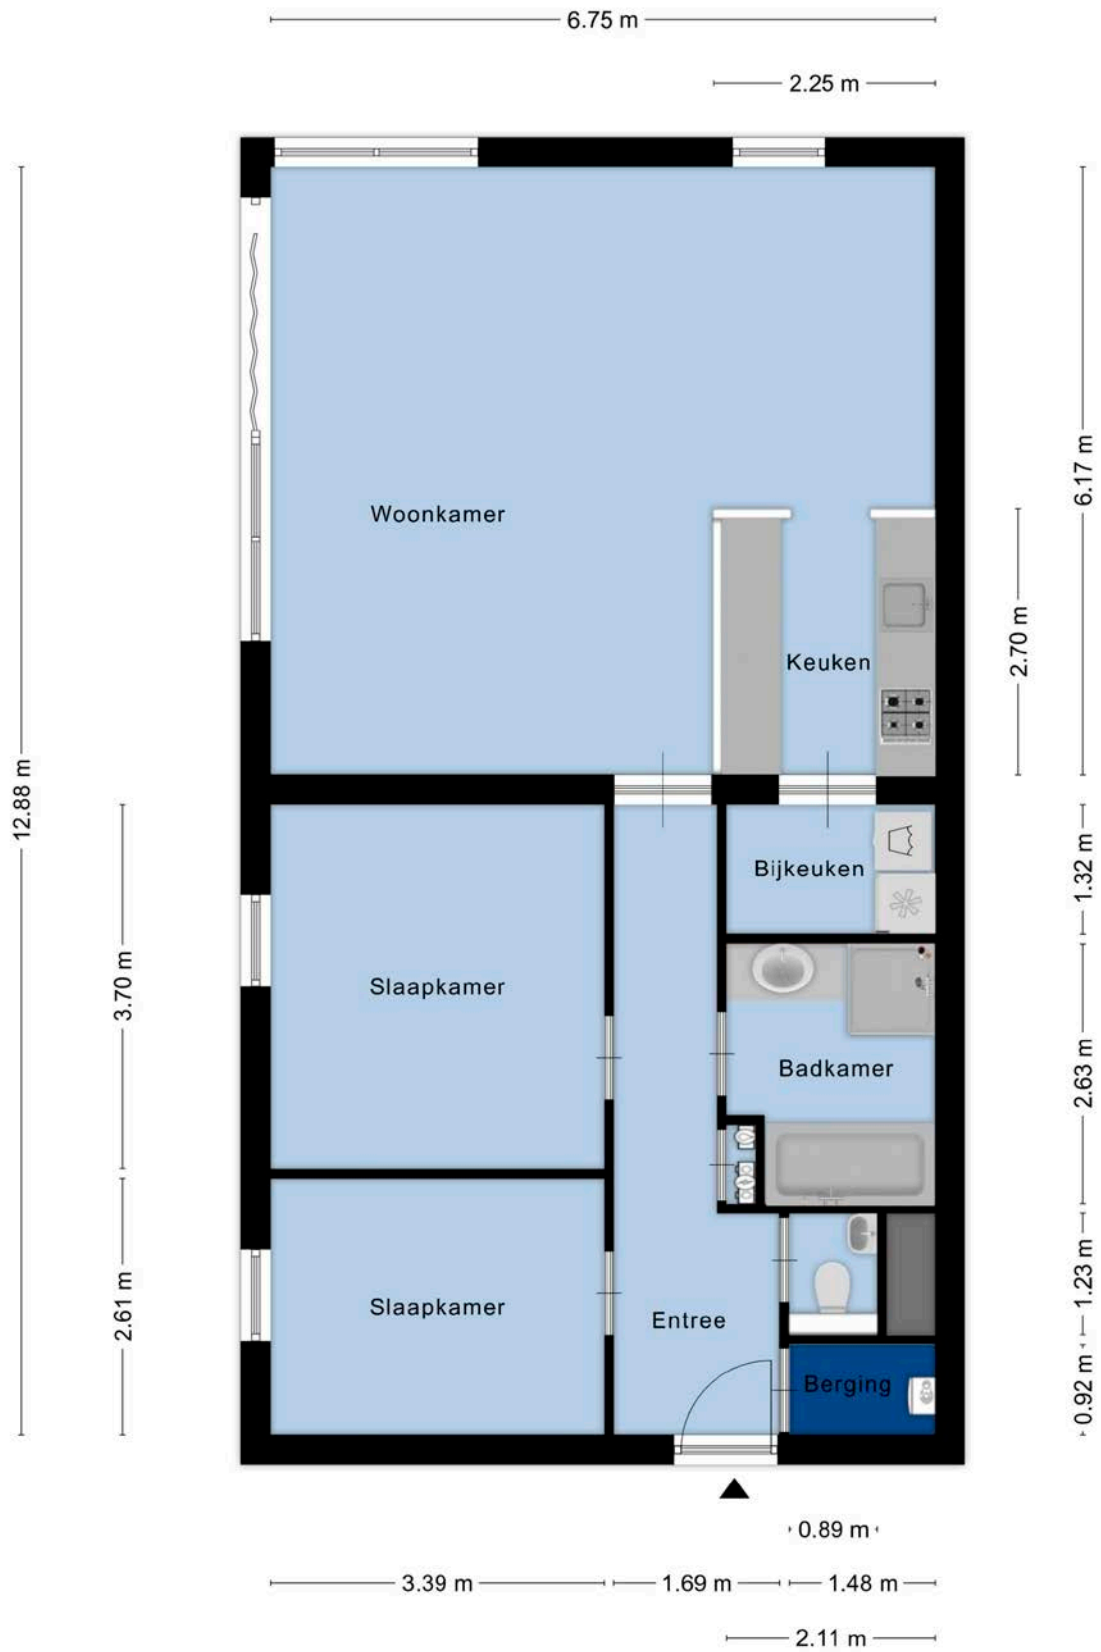 6.75 m
2.25 m
12.88 m
6.17 m
Woonkamer
2.70 m
Keuken
Bijkeuken
1.32 m
3.70 m
Slaapkamer
Badkamer
2.63 m
1.23 m
2.61 m
Slaapkamer
Entree
Berging
0.92 m
0.89 m
3.39 m
1.69 m
1.48 m
2.11 m